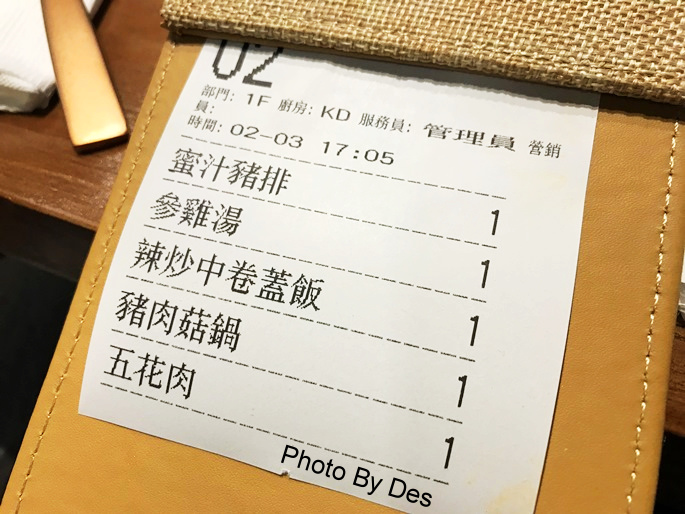 02
部門: 1F 廚房: KD 服務員: 管理員 營銷
員:
時間: 02-03 17:05
蜜汁豬排 1
參雞湯 1
辣炒中卷蓋飯 1
豬肉菇鍋 1
五花肉 1
Photo By Des